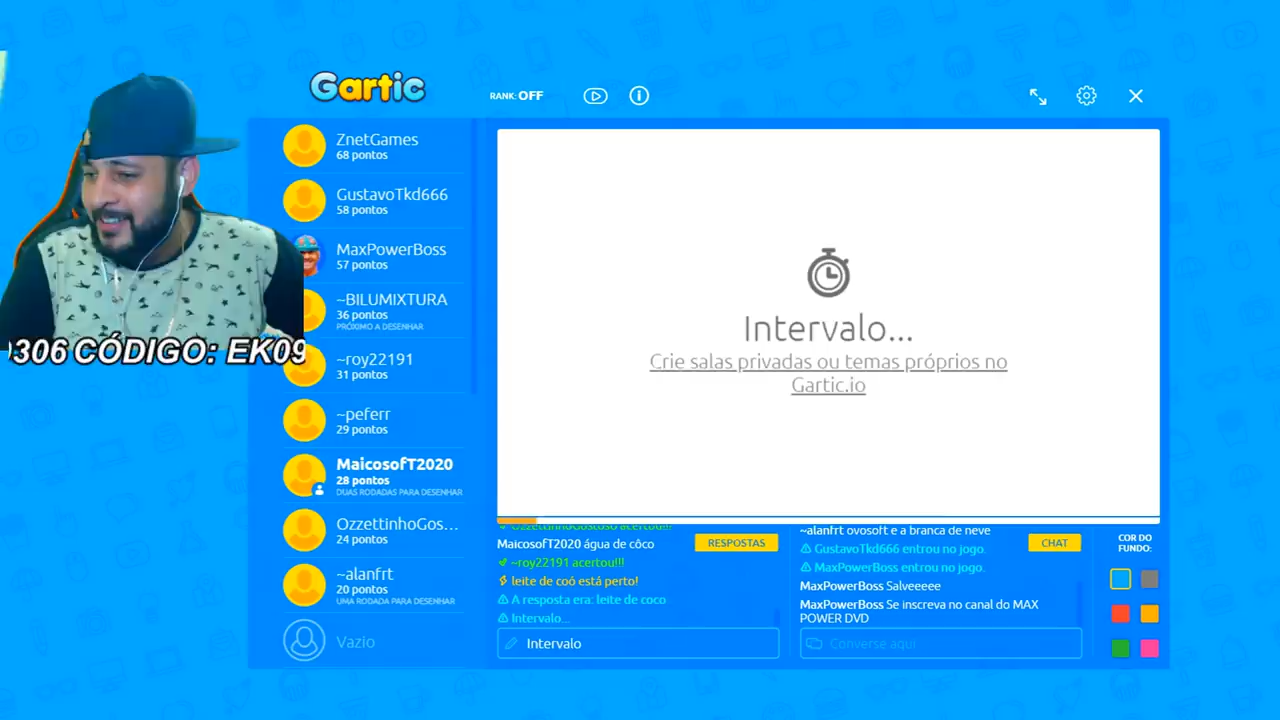 Gartic
RANK: OFF
ZnetGames
68 pontos
GustavoTkd666
58 pontos
MaxPowerBoss
57 pontos
~BILUMIXTURA
36 pontos
PRÓXIMO A DESENHAR
~roy22191
31 pontos
~peferr
29 pontos
MaicosofT2020
28 pontos
DUAS RODADAS PARA DESENHAR
OzzettinhoGos...
24 pontos
~alanfrt
20 pontos
UMA RODADA PARA DESENHAR
Vazio
306 CÓDIGO: EK09
Intervalo...
Crie salas privadas ou temas próprios no
Gartic.io
OzzettinhoGostoso acertou!!!
MaicosofT2020 água de côco
~roy22191 acertou!!!
leite de coó está perto!
A resposta era: leite de coco
Intervalo...
RESPOSTAS
Intervalo
~alanfrt ovosoft e a branca de neve
GustavoTkd666 entrou no jogo.
MaxPowerBoss entrou no jogo.
MaxPowerBoss Salveeeee
MaxPowerBoss Se inscreva no canal do MAX
POWER DVD
CHAT
Converse aqui
COR DO
FUNDO: